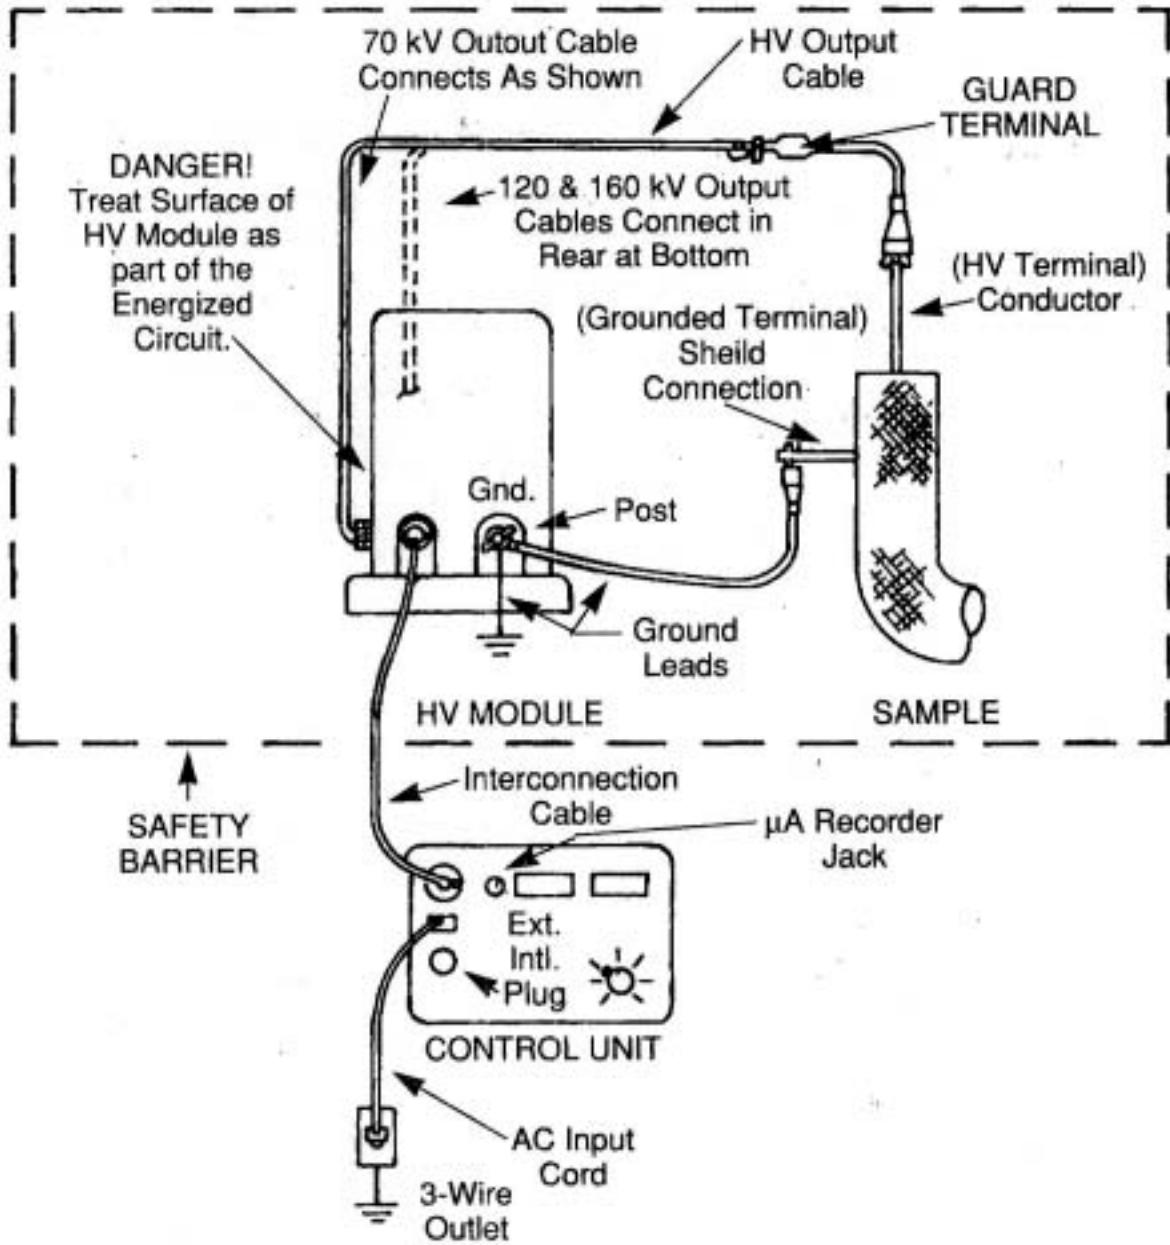 70 kV Outout Cable
Connects As Shown
HV Output
Cable
GUARD
TERMINAL
DANGER!
Treat Surface of
HV Module as
part of the
Energized
Circuit.
120 & 160 kV Output
Cables Connect in
Rear at Bottom
(HV Terminal)
Conductor
(Grounded Terminal)
Sheild
Connection
Gnd.
Post
Ground
Leads
HV MODULE
SAMPLE
SAFETY
BARRIER
Interconnection
Cable
µA Recorder
Jack
Ext.
Intl.
Plug
CONTROL UNIT
AC Input
Cord
3-Wire
Outlet